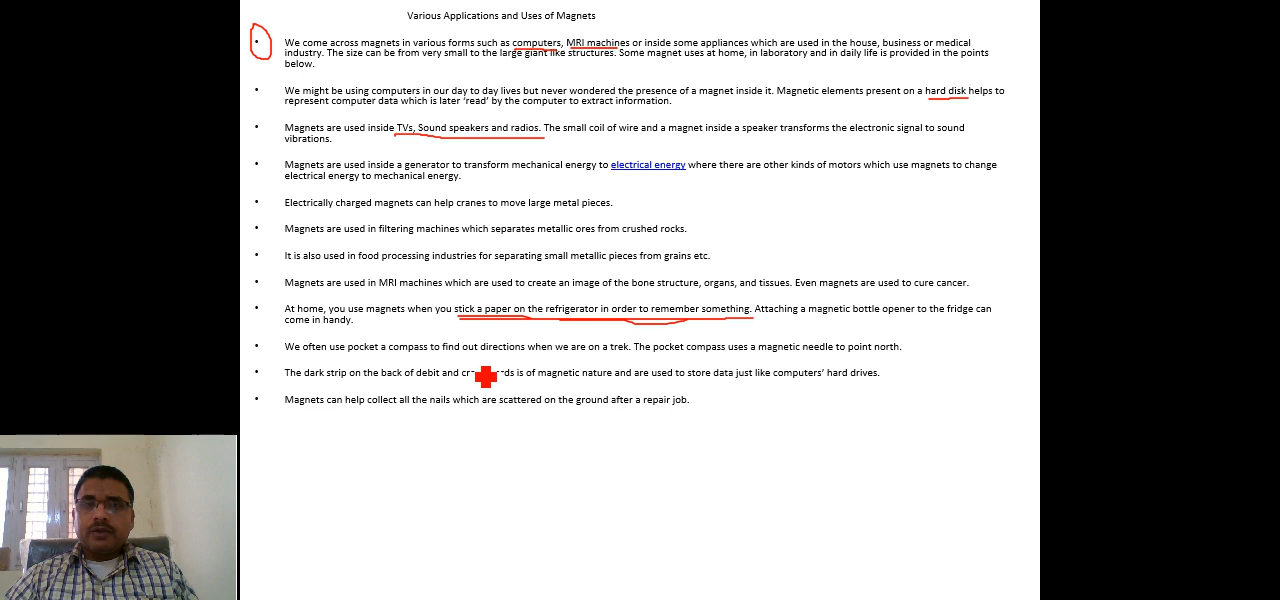 Various Applications and Uses of Magnets
• We come across magnets in various forms such as computers, MRI machines or inside some appliances which are used in the house, business or medical
industry. The size can be from very small to the large giant like structures. Some magnet uses at home, in laboratory and in daily life is provided in the points
below.
• We might be using computers in our day to day lives but never wondered the presence of a magnet inside it. Magnetic elements present on a hard disk helps to
represent computer data which is later ‘read’ by the computer to extract information.
• Magnets are used inside TVs, Sound speakers and radios. The small coil of wire and a magnet inside a speaker transforms the electronic signal to sound
vibrations.
• Magnets are used inside a generator to transform mechanical energy to electrical energy where there are other kinds of motors which use magnets to change
electrical energy to mechanical energy.
• Electrically charged magnets can help cranes to move large metal pieces.
• Magnets are used in filtering machines which separates metallic ores from crushed rocks.
• It is also used in food processing industries for separating small metallic pieces from grains etc.
• Magnets are used in MRI machines which are used to create an image of the bone structure, organs, and tissues. Even magnets are used to cure cancer.
• At home, you use magnets when you stick a paper on the refrigerator in order to remember something. Attaching a magnetic bottle opener to the fridge can
come in handy.
• We often use pocket a compass to find out directions when we are on a trek. The pocket compass uses a magnetic needle to point north.
• The dark strip on the back of debit and is of magnetic nature and are used to store data just like computers’ hard drives.
• Magnets can help collect all the nails which are scattered on the ground after a repair job.